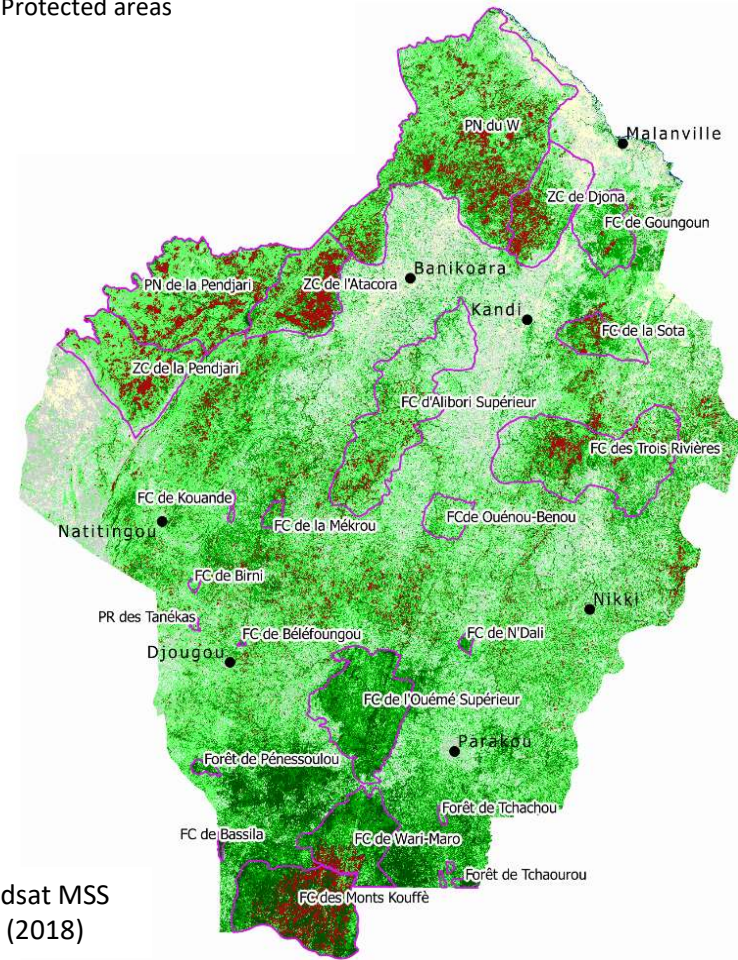 Protected areas
PN du W
Malanville
ZC de Djona
FC de Goungoun
Banikoara
PN de la Pendjari
ZC de l'Atacora
Kandi
FC de la Sota
ZC de la Pendjari
FC d'Alibori Supérieur
FC des Trois Rivières
FC de Kouande
FC de la Mékrou
FCde Ouénou-Benou
Natitingou
FC de Birni
Nikki
PR des Tanékas
FC de Béléfoungou
FC de N'Dali
Djougou
FC de l'Ouémé Supérieur
Parakou
Forêt de Pénessoulou
Forêt de Tchachou
FC de Bassila
FC de Wari-Maro
Forêt de Tchaourou
FC des Monts Kouffè
dsat MSS
(2018)